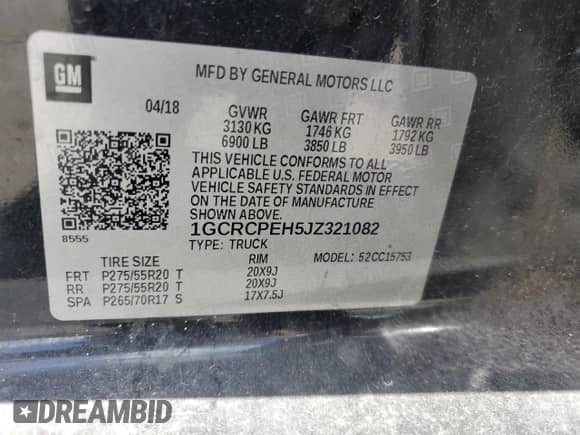 GM
MFD BY GENERAL MOTORS LLC
04/18 GVWR GAWR FRT GAWR RR
3130 KG 1746 KG 1792 KG
6900 LB 3850 LB 3950 LB
THIS VEHICLE CONFORMS TO ALL
APPLICABLE U.S. FEDERAL MOTOR
VEHICLE SAFETY STANDARDS IN EFFECT
ON THE DATE OF MANUFACTURE
SHOWN ABOVE.
8555
1GCRCPEH5JZ321082
TYPE: TRUCK MODEL: 52CC15753
TIRE SIZE RIM
FRT P275/55R20 T 20X9J
RR P275/55R20 T 20X9J
SPA P265/70R17 S 17X7.5J
DREAMBID